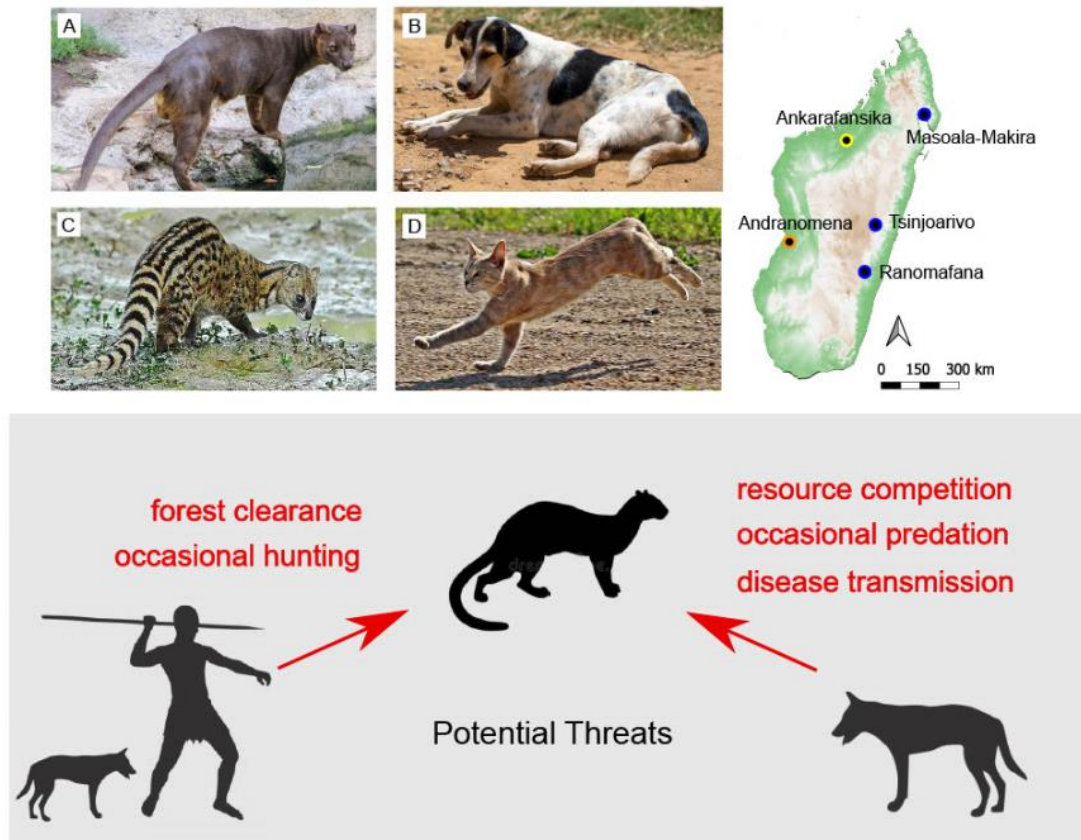 A
B
C
D
Ankarafansika
Masoala-Makira
Andranomena
Tsinjoarivo
Ranomafana
0 150 300 km
forest clearance
occasional hunting
resource competition
occasional predation
disease transmission
Potential Threats